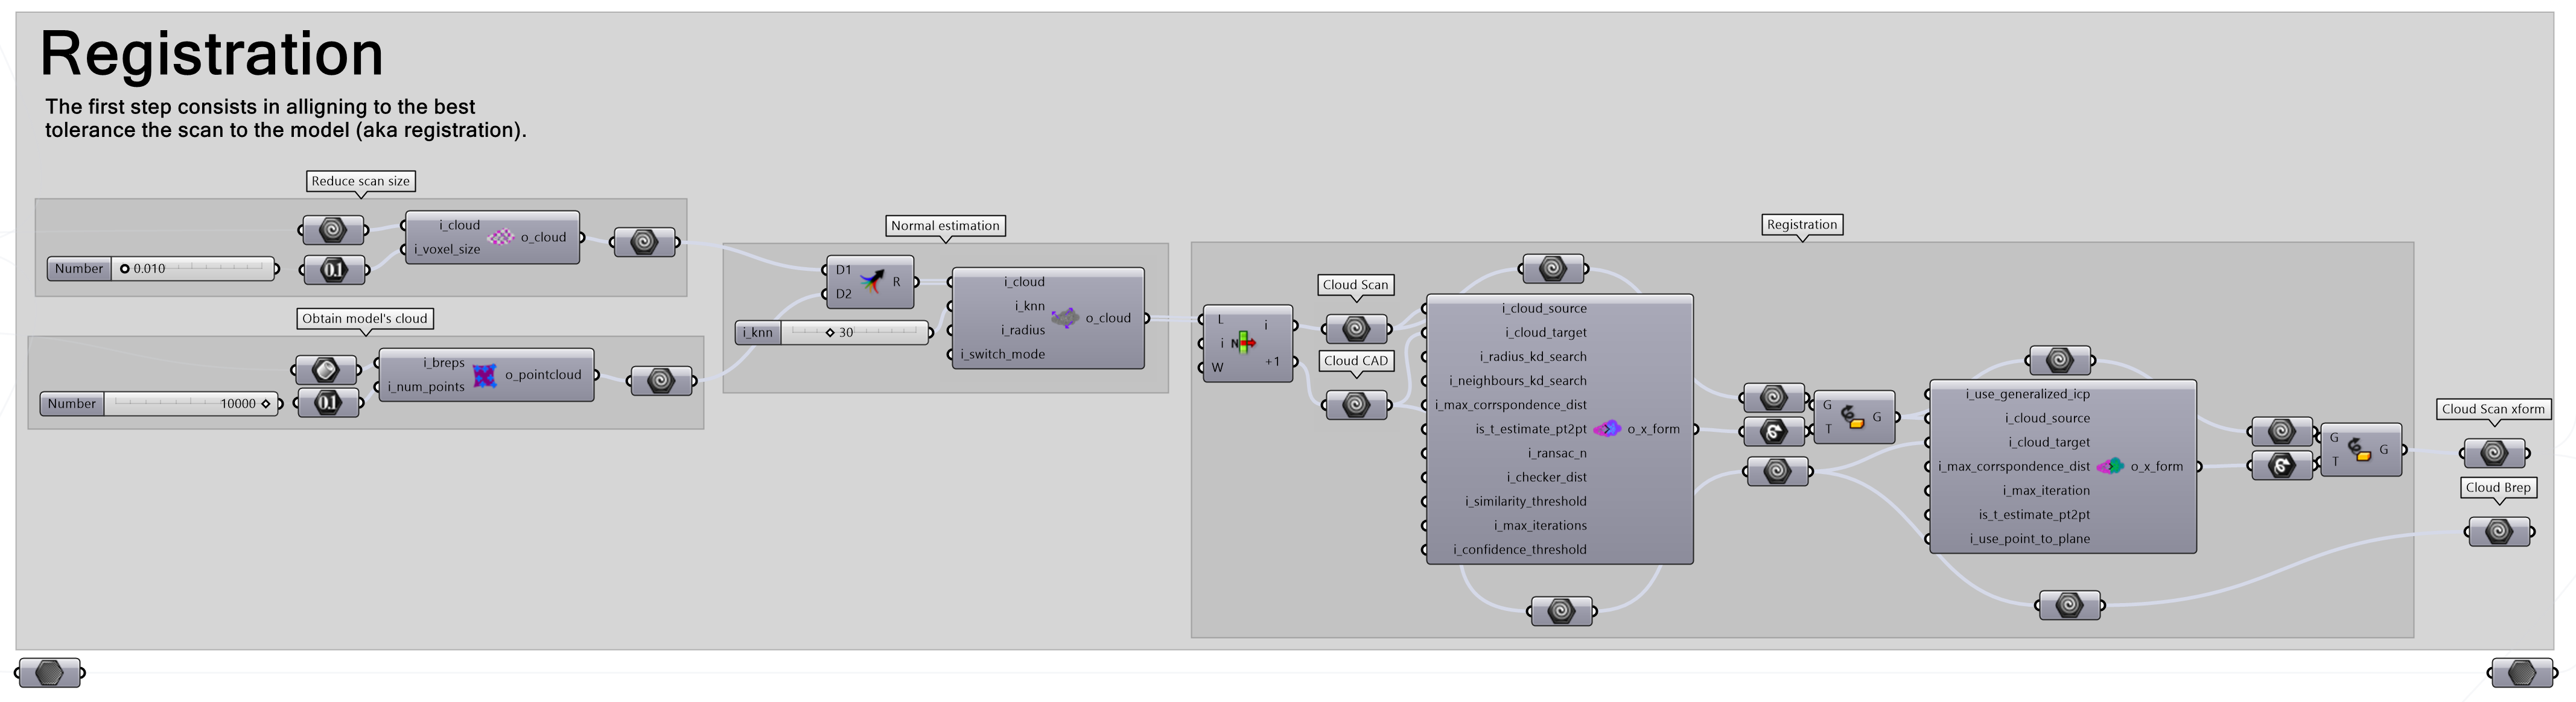 Registration
The first step consists in alligning to the best
tolerance the scan to the model (aka registration).
Reduce scan size
i_cloud
i_voxel_size
o_cloud
Number
0.010
0.1
Obtain model's cloud
i_breps
i_num_points
o_pointcloud
Number
10000
0.1
Normal estimation
D1
D2
R
i_knn
30
i_cloud
i_knn
i_radius
i_switch_mode
o_cloud
Registration
L
i
W
N
i
+1
Cloud Scan
Cloud CAD
i_cloud_source
i_cloud_target
i_radius_kd_search
i_neighbours_kd_search
i_max_corrspondence_dist
is_t_estimate_pt2pt
i_ransac_n
i_checker_dist
i_similarity_threshold
i_max_iterations
i_confidence_threshold
o_x_form
G
T
G
i_use_generalized_icp
i_cloud_source
i_cloud_target
i_max_corrspondence_dist
i_max_iteration
is_t_estimate_pt2pt
i_use_point_to_plane
o_x_form
G
T
G
Cloud Scan xform
Cloud Brep